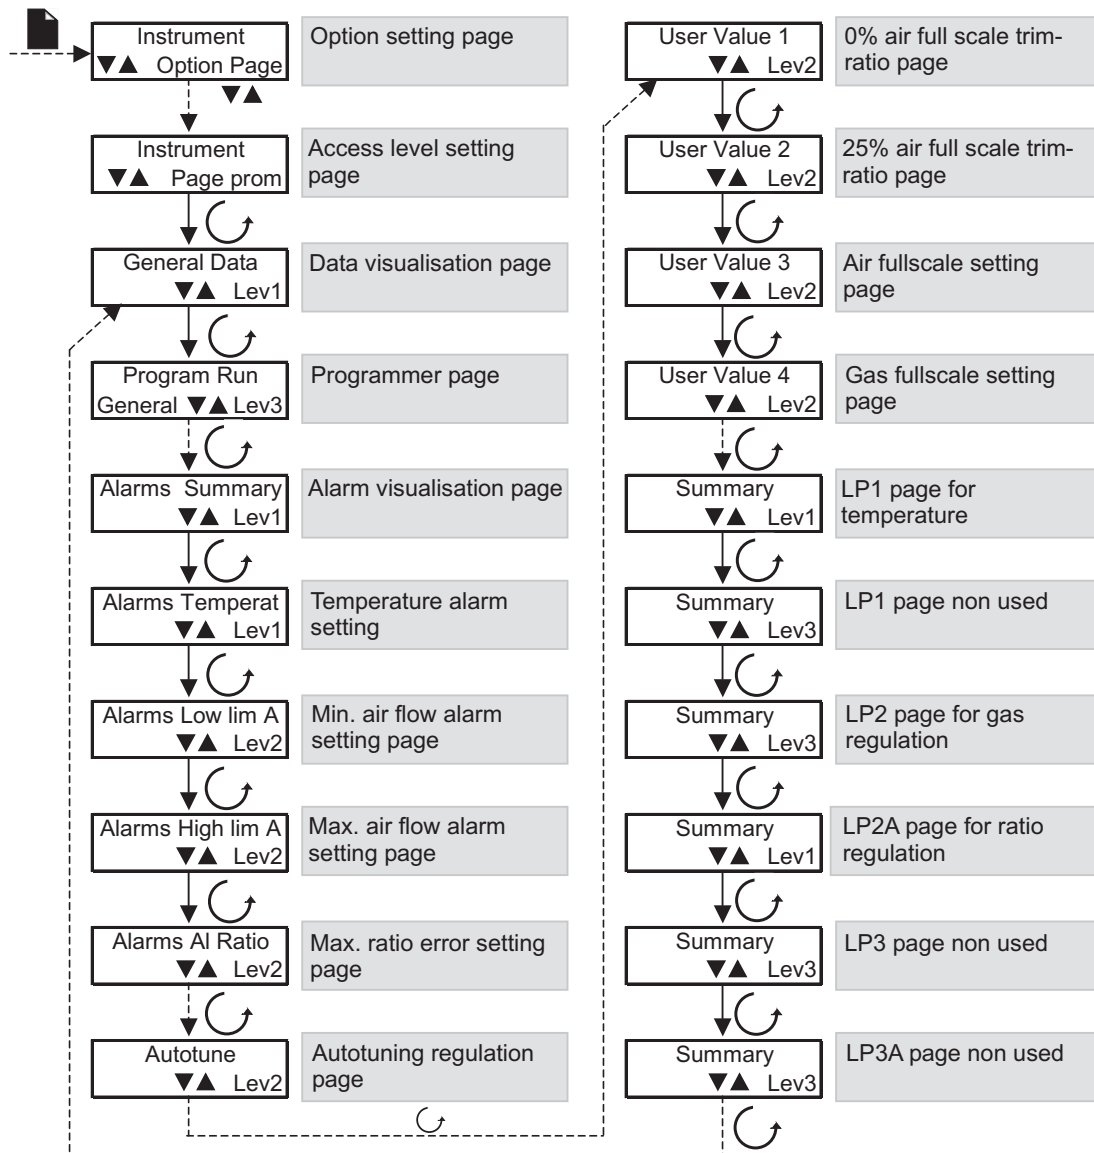 Instrument
▼▲ Option Page
Option setting page
▼▲
Instrument
▼▲ Page prom
Access level setting
page
General Data
▼▲ Lev1
Data visualisation page
Program Run
General ▼▲ Lev3
Programmer page
Alarms Summary
▼▲ Lev1
Alarm visualisation page
Alarms Temperat
▼▲ Lev1
Temperature alarm
setting
Alarms Low lim A
▼▲ Lev2
Min. air flow alarm
setting page
Alarms High lim A
▼▲ Lev2
Max. air flow alarm
setting page
Alarms Al Ratio
▼▲ Lev2
Max. ratio error setting
page
Autotune
▼▲ Lev2
Autotuning regulation
page
User Value 1
▼▲ Lev2
0% air full scale trim-
ratio page
User Value 2
▼▲ Lev2
25% air full scale trim-
ratio page
User Value 3
▼▲ Lev2
Air fullscale setting
page
User Value 4
▼▲ Lev2
Gas fullscale setting
page
Summary
▼▲ Lev1
LP1 page for
temperature
Summary
▼▲ Lev3
LP1 page non used
Summary
▼▲ Lev3
LP2 page for gas
regulation
Summary
▼▲ Lev1
LP2A page for ratio
regulation
Summary
▼▲ Lev3
LP3 page non used
Summary
▼▲ Lev3
LP3A page non used